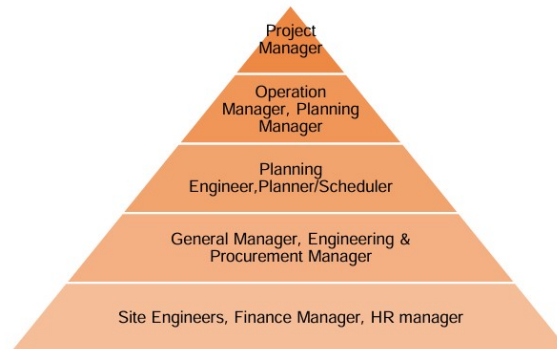 Project
Manager
Operation
Manager, Planning
Manager
Planning
Engineer,Planner/Scheduler
General Manager, Engineering &
Procurement Manager
Site Engineers, Finance Manager, HR manager